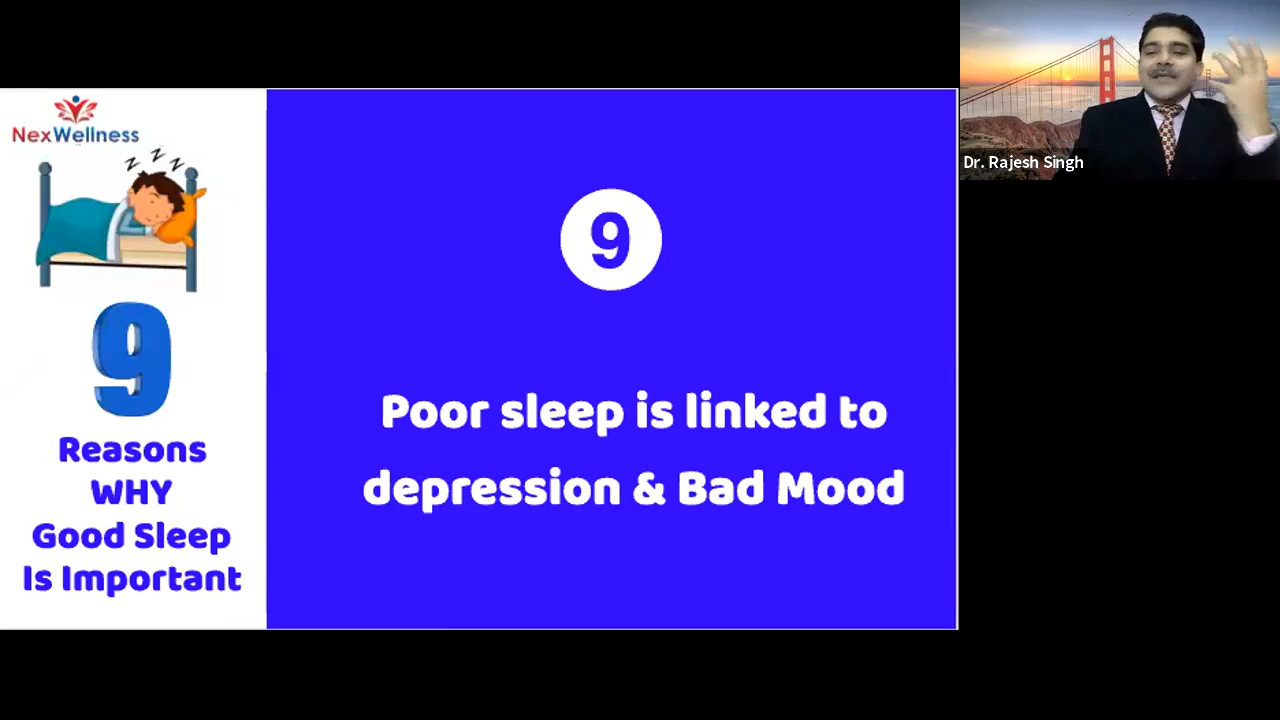 NexWellness
z z z
9
Reasons
WHY
Good Sleep
Is Important
9
Poor sleep is linked to
depression & Bad Mood
Dr. Rajesh Singh